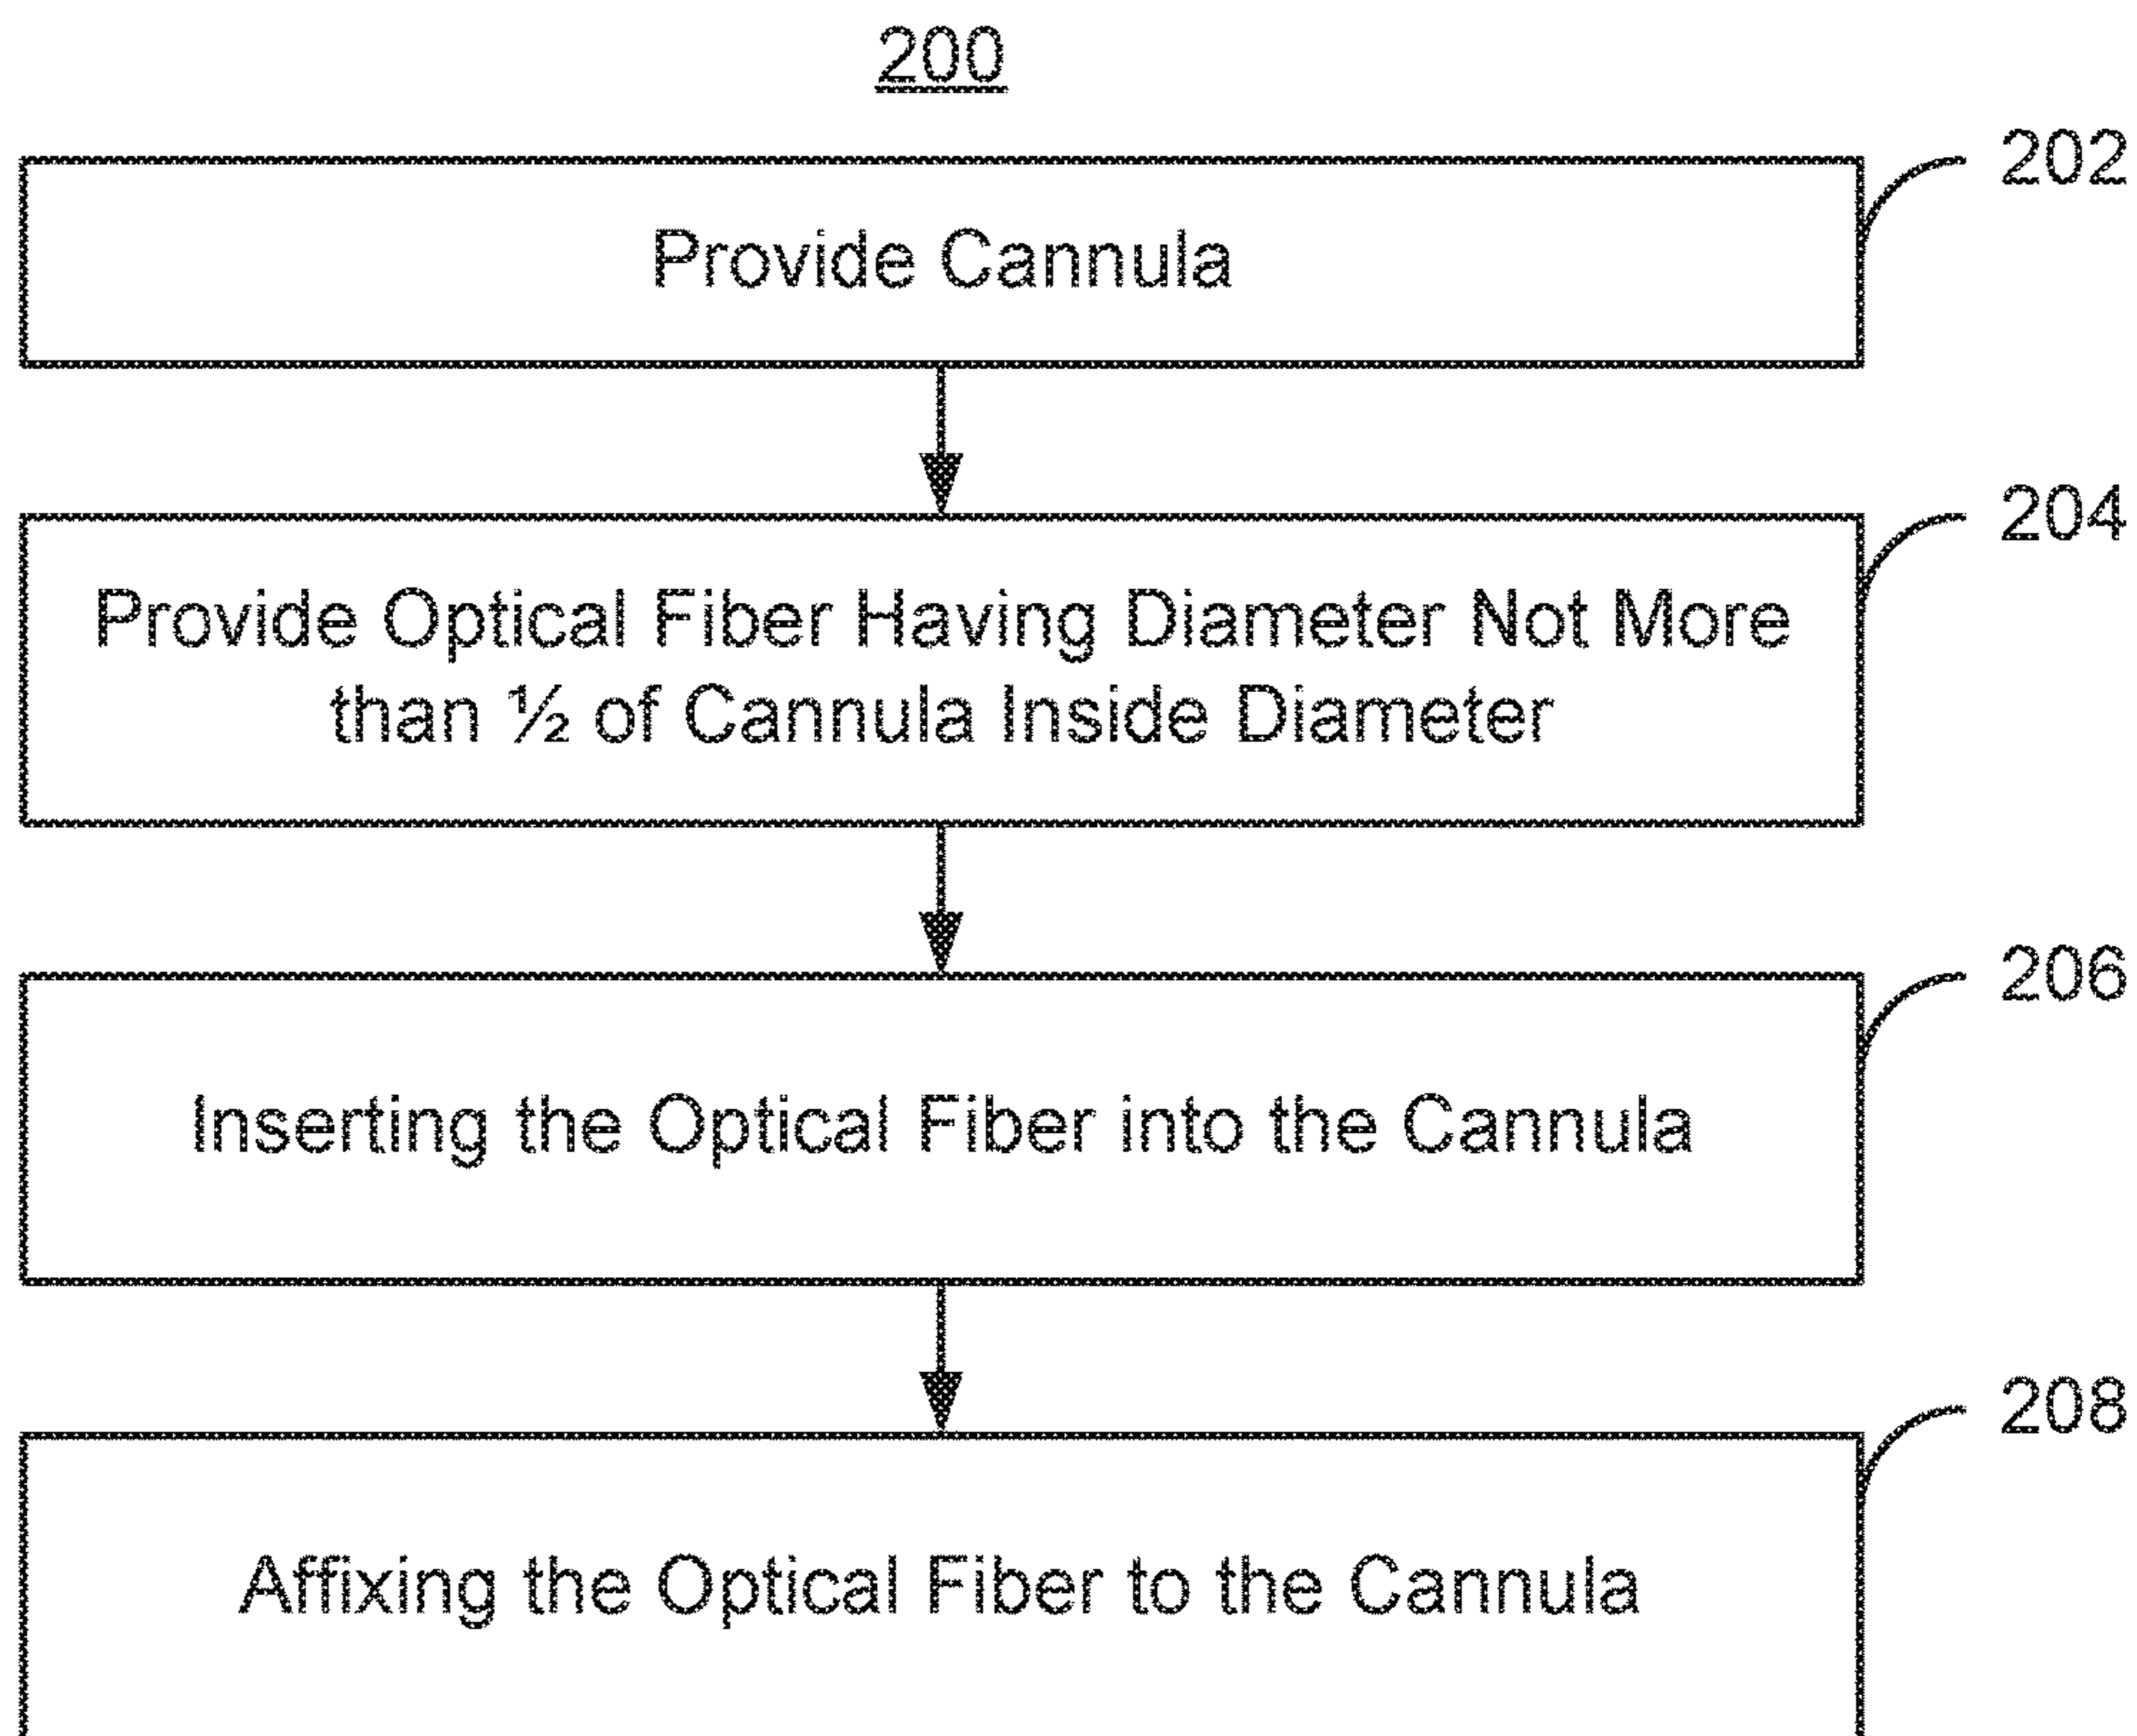 200
202
Provide Cannula
204
Provide Optical Fiber Having Diameter Not More
than ½ of Cannula Inside Diameter
206
Inserting the Optical Fiber into the Cannula
208
Affixing the Optical Fiber to the Cannula